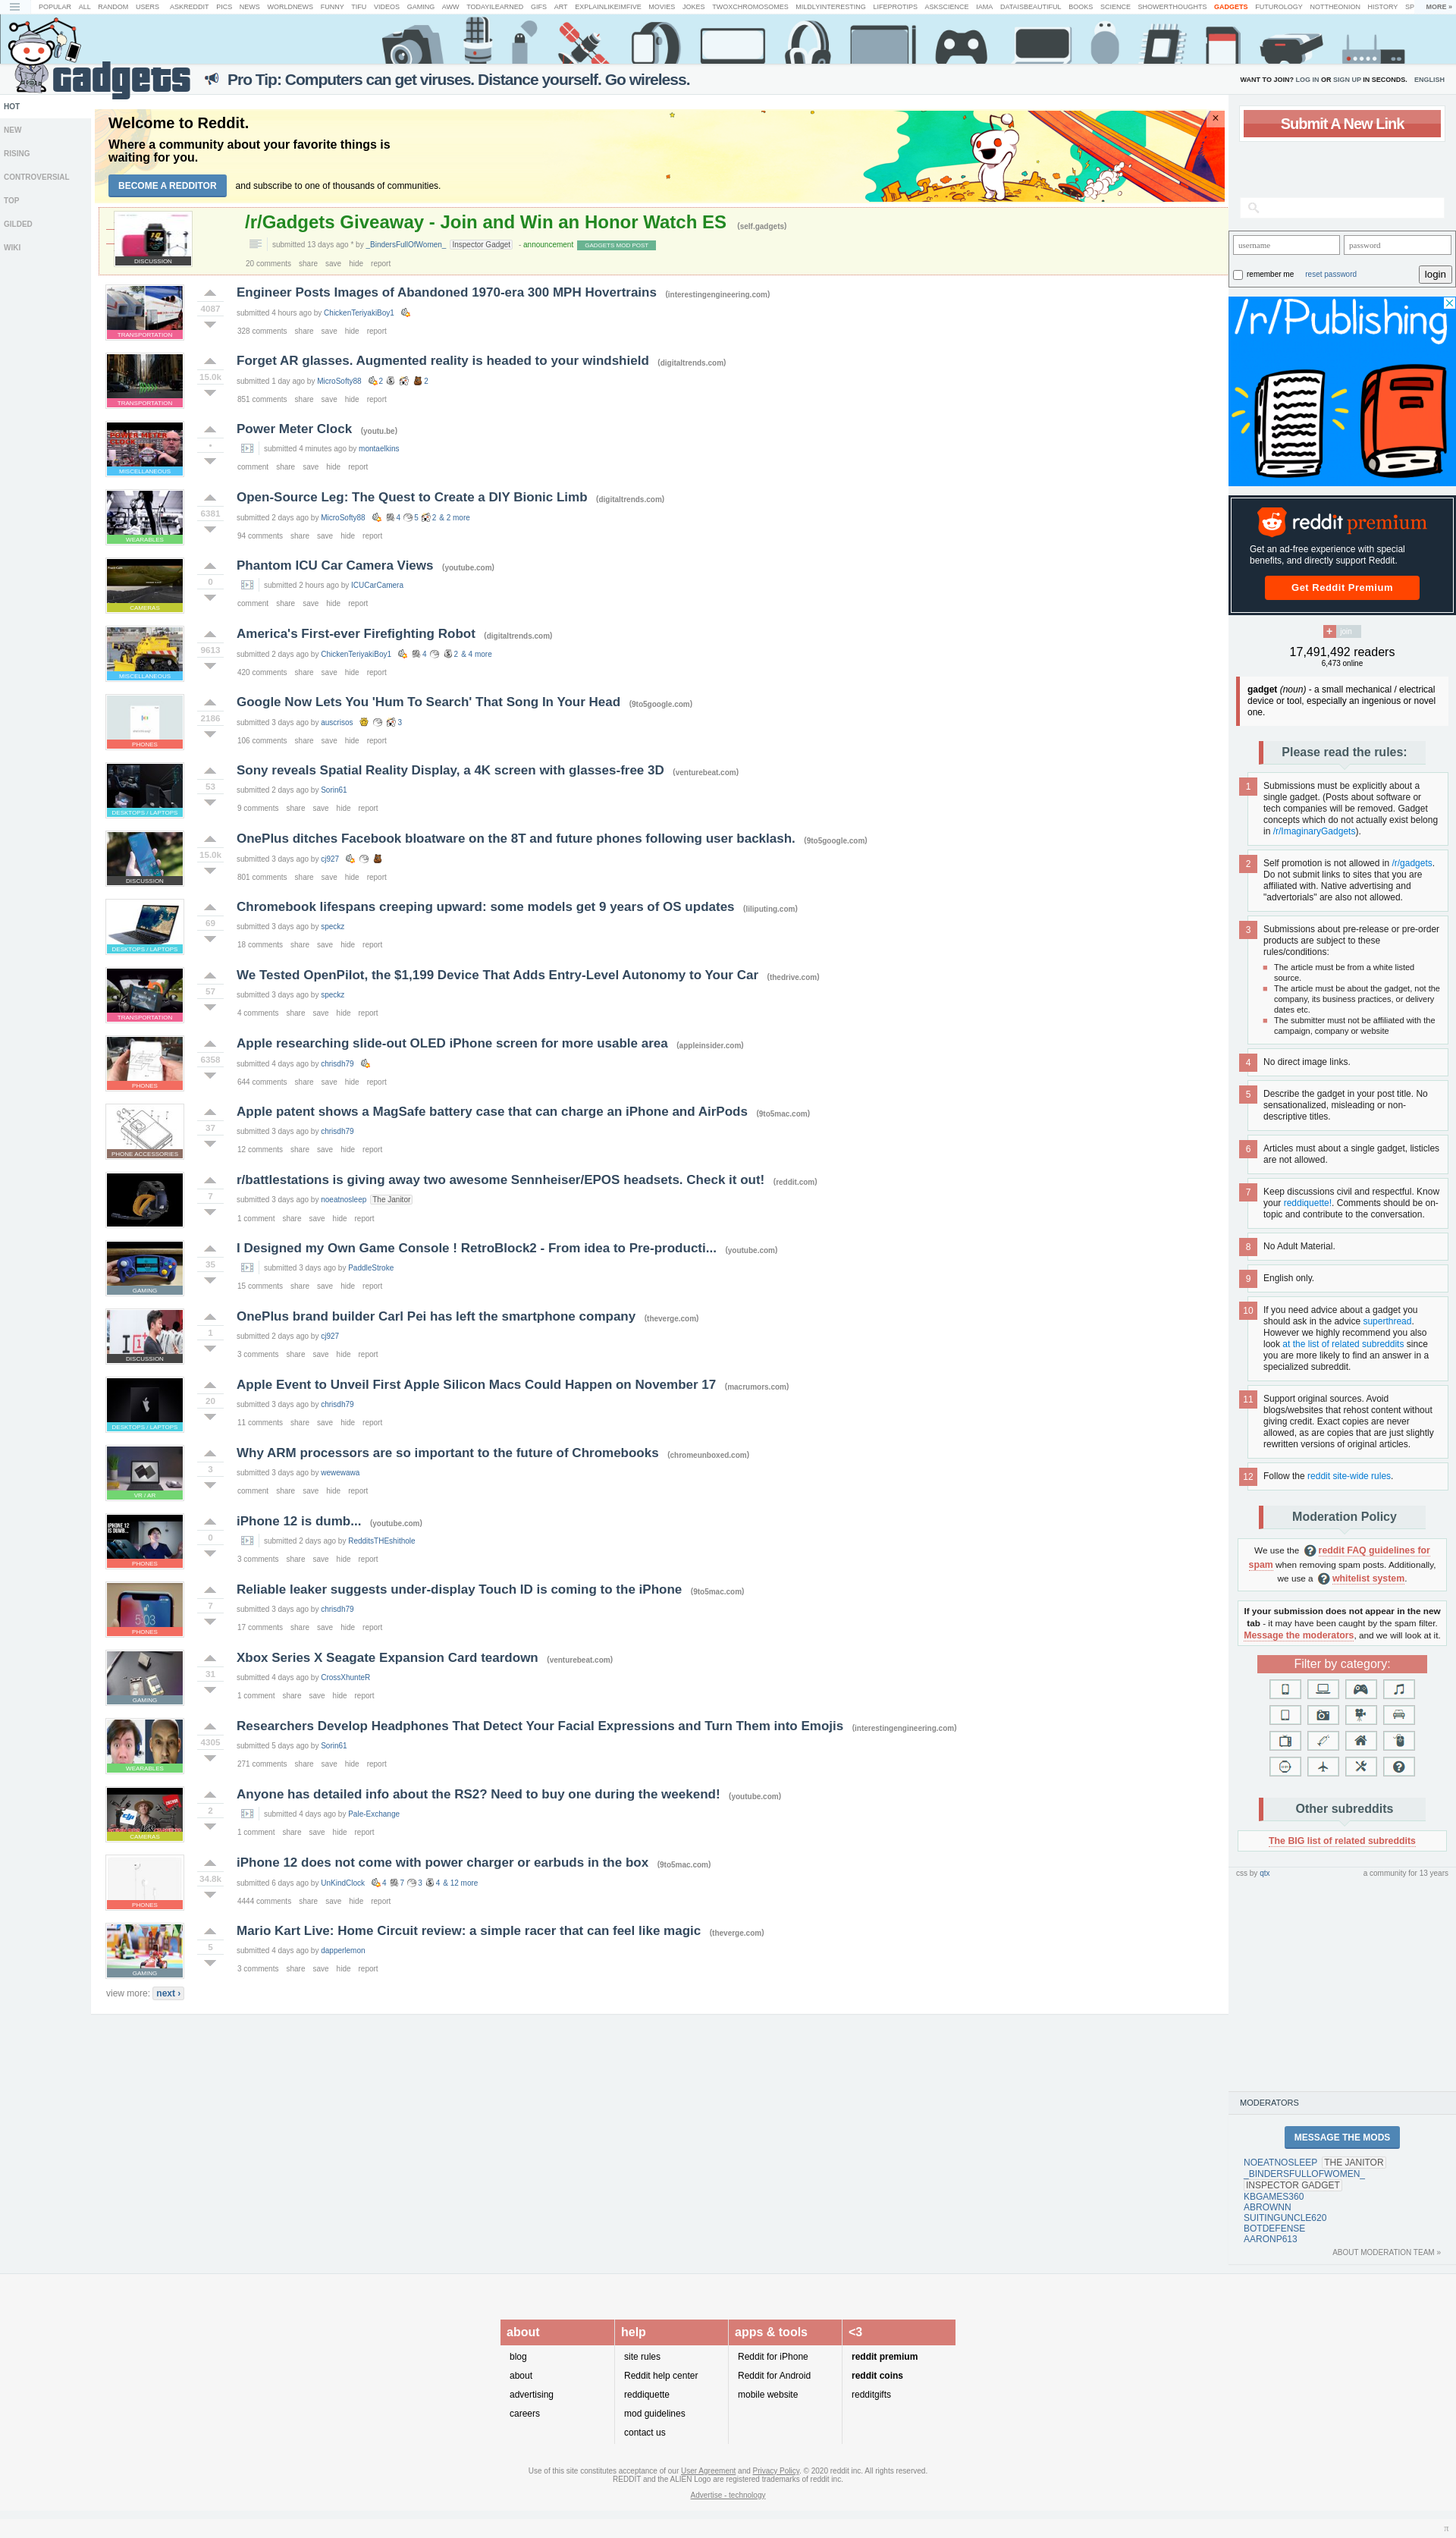 POPULAR ALL RANDOM USERS ASKREDDIT PICS NEWS WORLDNEWS FUNNY TIFU VIDEOS GAMING AWW TODAYILEARNED GIFS ART EXPLAINLIKEIMFIVE MOVIES JOKES TWOXCHROMOSOMES MILDLYINTERESTING LIFEPROTIPS ASKSCIENCE IAMA DATAISBEAUTIFUL BOOKS SCIENCE SHOWERTHOUGHTS GADGETS FUTUROLOGY NOTTHEONION HISTORY SP MORE »
gadgets
Pro Tip: Computers can get viruses. Distance yourself. Go wireless.
WANT TO JOIN? LOG IN OR SIGN UP IN SECONDS. ENGLISH
HOT
NEW
RISING
CONTROVERSIAL
TOP
GILDED
WIKI
Welcome to Reddit.
Where a community about your favorite things is
waiting for you.
BECOME A REDDITOR and subscribe to one of thousands of communities.
/r/Gadgets Giveaway - Join and Win an Honor Watch ES (self.gadgets)
submitted 13 days ago * by _BindersFullOfWomen_ Inspector Gadget - announcement GADGETS MOD POST
DISCUSSION
20 comments share save hide report
Engineer Posts Images of Abandoned 1970-era 300 MPH Hovertrains (interestingengineering.com)
4087
submitted 4 hours ago by ChickenTeriyakiBoy1
TRANSPORTATION
328 comments share save hide report
Forget AR glasses. Augmented reality is headed to your windshield (digitaltrends.com)
15.0k
submitted 1 day ago by MicroSofty88 2 2
TRANSPORTATION
851 comments share save hide report
Power Meter Clock (youtu.be)
•
submitted 4 minutes ago by montaelkins
MISCELLANEOUS
comment share save hide report
Open-Source Leg: The Quest to Create a DIY Bionic Limb (digitaltrends.com)
6381
submitted 2 days ago by MicroSofty88 4 5 2 & 2 more
WEARABLES
94 comments share save hide report
Phantom ICU Car Camera Views (youtube.com)
0
submitted 2 hours ago by ICUCarCamera
CAMERAS
comment share save hide report
America's First-ever Firefighting Robot (digitaltrends.com)
9613
submitted 2 days ago by ChickenTeriyakiBoy1 4 2 & 4 more
MISCELLANEOUS
420 comments share save hide report
Google Now Lets You 'Hum To Search' That Song In Your Head (9to5google.com)
2186
submitted 3 days ago by auscrisos 3
PHONES
106 comments share save hide report
Sony reveals Spatial Reality Display, a 4K screen with glasses-free 3D (venturebeat.com)
53
submitted 2 days ago by Sorin61
DESKTOPS / LAPTOPS
9 comments share save hide report
OnePlus ditches Facebook bloatware on the 8T and future phones following user backlash. (9to5google.com)
15.0k
submitted 3 days ago by cj927
DISCUSSION
801 comments share save hide report
Chromebook lifespans creeping upward: some models get 9 years of OS updates (liliputing.com)
69
submitted 3 days ago by speckz
DESKTOPS / LAPTOPS
18 comments share save hide report
We Tested OpenPilot, the $1,199 Device That Adds Entry-Level Autonomy to Your Car (thedrive.com)
57
submitted 3 days ago by speckz
TRANSPORTATION
4 comments share save hide report
Apple researching slide-out OLED iPhone screen for more usable area (appleinsider.com)
6358
submitted 4 days ago by chrisdh79
PHONES
644 comments share save hide report
Apple patent shows a MagSafe battery case that can charge an iPhone and AirPods (9to5mac.com)
37
submitted 3 days ago by chrisdh79
PHONE ACCESSORIES
12 comments share save hide report
r/battlestations is giving away two awesome Sennheiser/EPOS headsets. Check it out! (reddit.com)
7
submitted 3 days ago by noeatnosleep The Janitor
1 comment share save hide report
I Designed my Own Game Console ! RetroBlock2 - From idea to Pre-producti... (youtube.com)
35
submitted 3 days ago by PaddleStroke
GAMING
15 comments share save hide report
OnePlus brand builder Carl Pei has left the smartphone company (theverge.com)
1
submitted 2 days ago by cj927
DISCUSSION
3 comments share save hide report
Apple Event to Unveil First Apple Silicon Macs Could Happen on November 17 (macrumors.com)
20
submitted 3 days ago by chrisdh79
DESKTOPS / LAPTOPS
11 comments share save hide report
Why ARM processors are so important to the future of Chromebooks (chromeunboxed.com)
3
submitted 3 days ago by wewewawa
VR / AR
comment share save hide report
iPhone 12 is dumb... (youtube.com)
IPHONE 12 IS DUMB...
0
submitted 2 days ago by RedditsTHEshithole
PHONES
3 comments share save hide report
Reliable leaker suggests under-display Touch ID is coming to the iPhone (9to5mac.com)
7
submitted 3 days ago by chrisdh79
5:03
PHONES
17 comments share save hide report
Xbox Series X Seagate Expansion Card teardown (venturebeat.com)
31
submitted 4 days ago by CrossXhunteR
GAMING
1 comment share save hide report
Researchers Develop Headphones That Detect Your Facial Expressions and Turn Them into Emojis (interestingengineering.com)
4305
submitted 5 days ago by Sorin61
WEARABLES
271 comments share save hide report
Anyone has detailed info about the RS2? Need to buy one during the weekend! (youtube.com)
2
submitted 4 days ago by Pale-Exchange
CAMERAS
1 comment share save hide report
iPhone 12 does not come with power charger or earbuds in the box (9to5mac.com)
34.8k
submitted 6 days ago by UnKindClock 4 7 3 4 & 12 more
PHONES
4444 comments share save hide report
Mario Kart Live: Home Circuit review: a simple racer that can feel like magic (theverge.com)
5
submitted 4 days ago by dapperlemon
GAMING
3 comments share save hide report
view more: next ›
Submit A New Link
username password
remember me reset password login
/r/Publishing
reddit premium
Get an ad-free experience with special
benefits, and directly support Reddit.
Get Reddit Premium
+ join
17,491,492 readers
6,473 online
gadget (noun) - a small mechanical / electrical
device or tool, especially an ingenious or novel
one.
Please read the rules:
1 Submissions must be explicitly about a
single gadget. (Posts about software or
tech companies will be removed. Gadget
concepts which do not actually exist belong
in /r/ImaginaryGadgets).
2 Self promotion is not allowed in /r/gadgets.
Do not submit links to sites that you are
affiliated with. Native advertising and
"advertorials" are also not allowed.
3 Submissions about pre-release or pre-order
products are subject to these
rules/conditions:
The article must be from a white listed
source.
The article must be about the gadget, not the
company, its business practices, or delivery
dates etc.
The submitter must not be affiliated with the
campaign, company or website
4 No direct image links.
5 Describe the gadget in your post title. No
sensationalized, misleading or non-
descriptive titles.
6 Articles must about a single gadget, listicles
are not allowed.
7 Keep discussions civil and respectful. Know
your reddiquette!. Comments should be on-
topic and contribute to the conversation.
8 No Adult Material.
9 English only.
10 If you need advice about a gadget you
should ask in the advice superthread.
However we highly recommend you also
look at the list of related subreddits since
you are more likely to find an answer in a
specialized subreddit.
11 Support original sources. Avoid
blogs/websites that rehost content without
giving credit. Exact copies are never
allowed, as are copies that are just slightly
rewritten versions of original articles.
12 Follow the reddit site-wide rules.
Moderation Policy
We use the reddit FAQ guidelines for
spam when removing spam posts. Additionally,
we use a whitelist system.
If your submission does not appear in the new
tab - it may have been caught by the spam filter.
Message the moderators, and we will look at it.
Filter by category:
Other subreddits
The BIG list of related subreddits
css by qtx a community for 13 years
MODERATORS
MESSAGE THE MODS
NOEATNOSLEEP THE JANITOR
_BINDERSFULLOFWOMEN_
INSPECTOR GADGET
KBGAMES360
ABROWNN
SUITINGUNCLE620
BOTDEFENSE
AARONP613
ABOUT MODERATION TEAM »
about
blog
about
advertising
careers
help
site rules
Reddit help center
reddiquette
mod guidelines
contact us
apps & tools
Reddit for iPhone
Reddit for Android
mobile website
<3
reddit premium
reddit coins
redditgifts
Use of this site constitutes acceptance of our User Agreement and Privacy Policy. © 2020 reddit inc. All rights reserved.
REDDIT and the ALIEN Logo are registered trademarks of reddit inc.
Advertise - technology
π